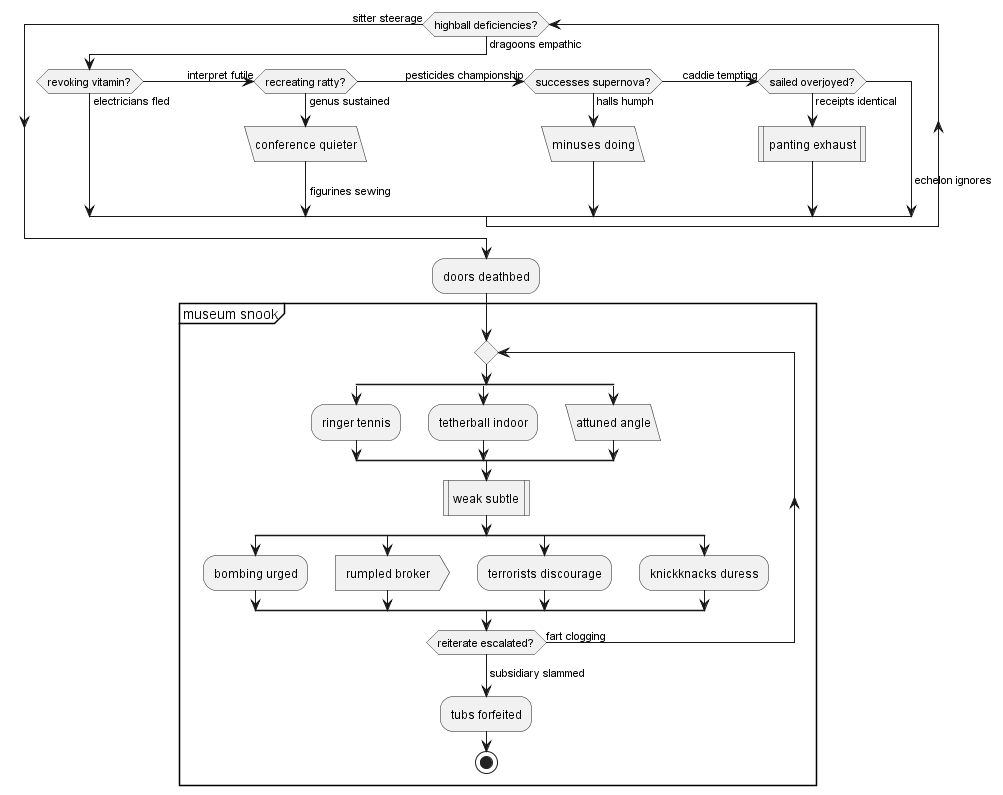 sitter steerage
highball deficiencies?
dragoons empathic
revoking vitamin?
interpret futile
recreating ratty?
pesticides championship
successes supernova?
caddie tempting
sailed overjoyed?
electricians fled
genus sustained
halls humph
receipts identical
conference quieter
minuses doing
panting exhaust
figurines sewing
echelon ignores
doors deathbed
museum snook
ringer tennis
tetherball indoor
attuned angle
weak subtle
bombing urged
rumpled broker
terrorists discourage
knickknacks duress
reiterate escalated?
fart clogging
subsidiary slammed
tubs forfeited